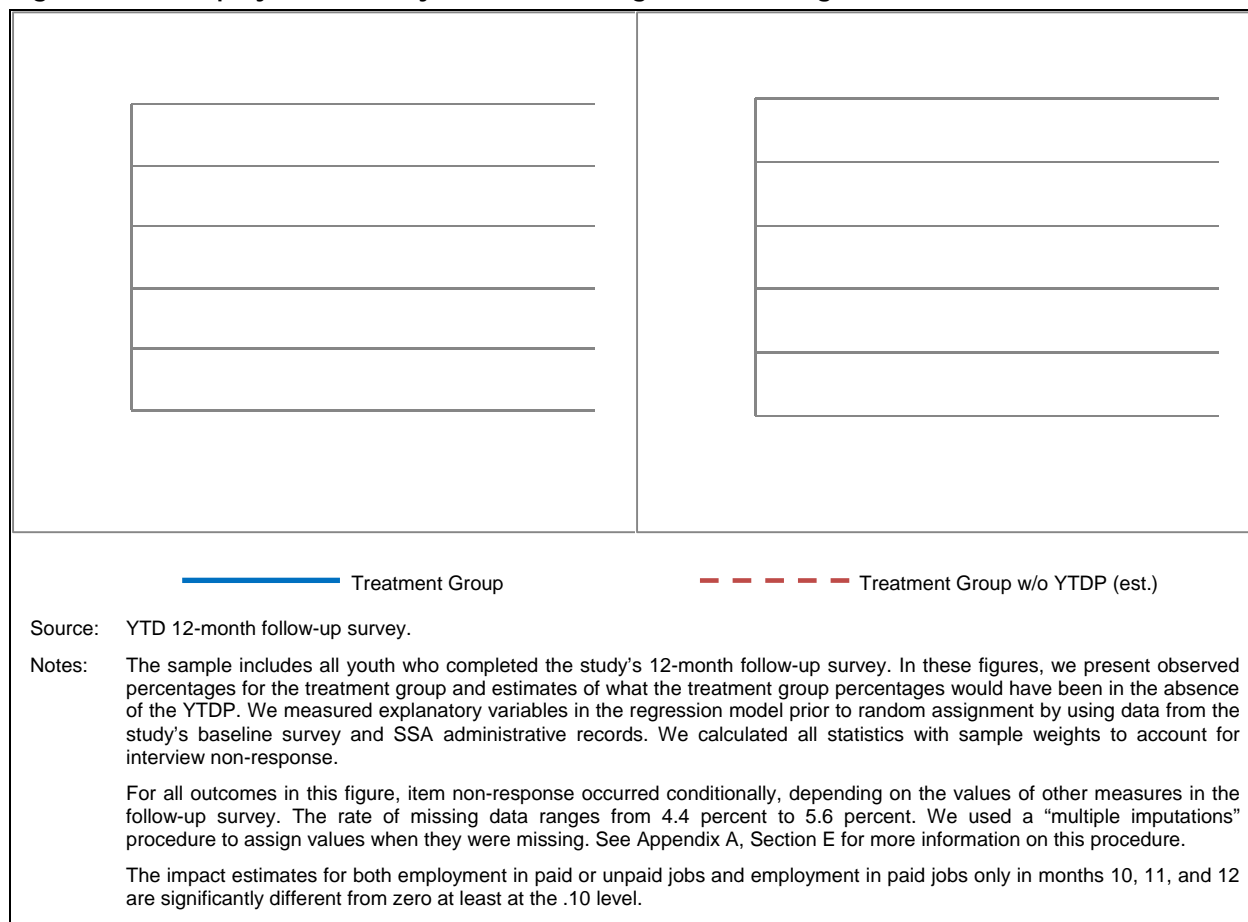 Treatment Group Treatment Group w/o YTDP (est.)
Source: YTD 12-month follow-up survey.
Notes: The sample includes all youth who completed the study's 12-month follow-up survey. In these figures, we present observed
percentages for the treatment group and estimates of what the treatment group percentages would have been in the absence
of the YTDP. We measured explanatory variables in the regression model prior to random assignment by using data from the
study's baseline survey and SSA administrative records. We calculated all statistics with sample weights to account for
interview non-response.
For all outcomes in this figure, item non-response occurred conditionally, depending on the values of other measures in the
follow-up survey. The rate of missing data ranges from 4.4 percent to 5.6 percent. We used a “multiple imputations”
procedure to assign values when they were missing. See Appendix A, Section E for more information on this procedure.
The impact estimates for both employment in paid or unpaid jobs and employment in paid jobs only in months 10, 11, and 12
are significantly different from zero at least at the .10 level.